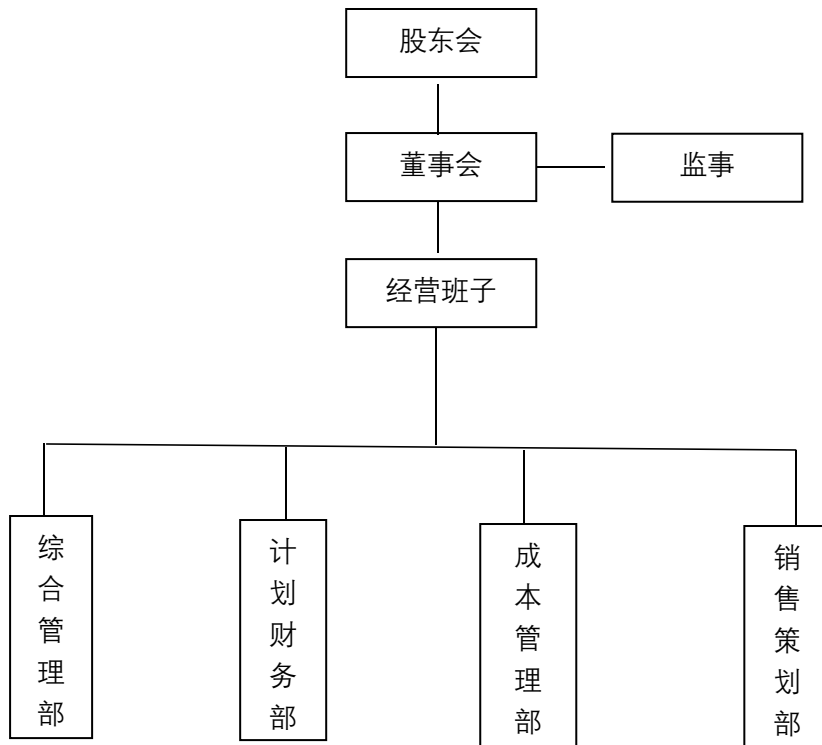 股东会
董事会
监事
经营班子
综合管理部
计划财务部
成本管理部
销售策划部